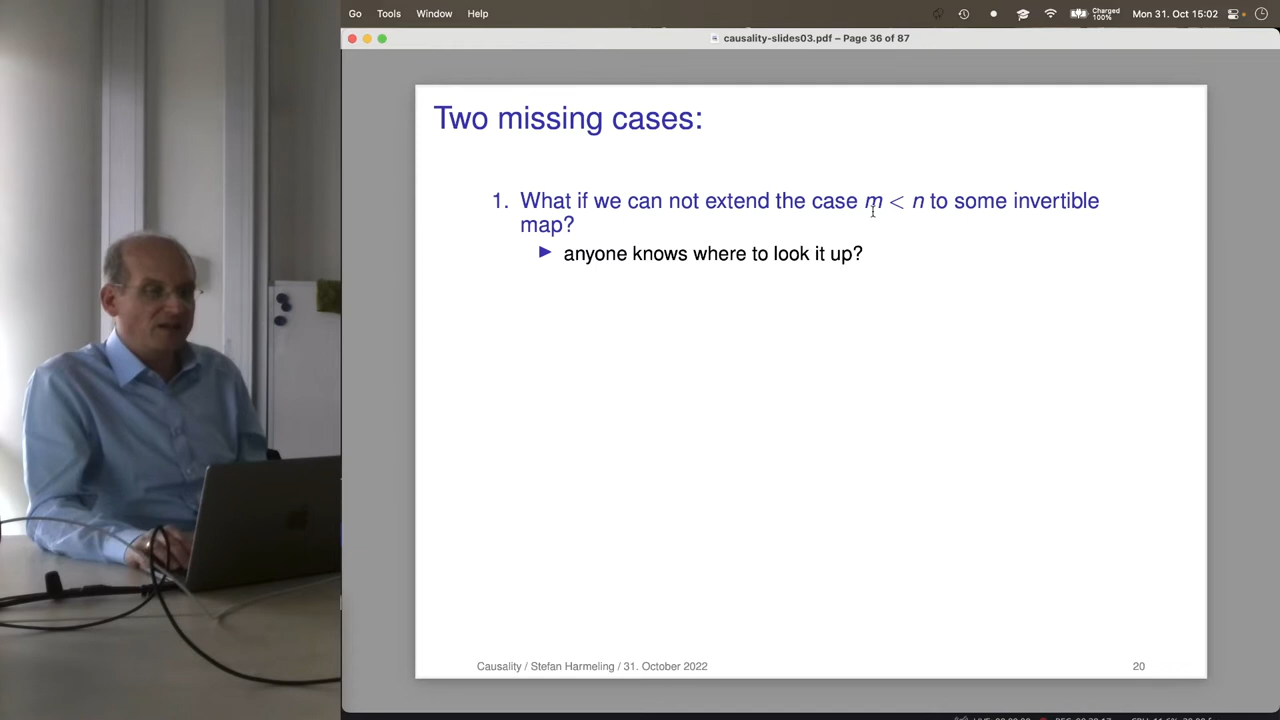 Go Tools Window Help Charged 100% Mon 31. Oct 15:02
causality-slides03.pdf – Page 36 of 87
Two missing cases:
1. What if we can not extend the case m < n to some invertible
map?
▶ anyone knows where to look it up?
Causality / Stefan Harmeling / 31. October 2022 20